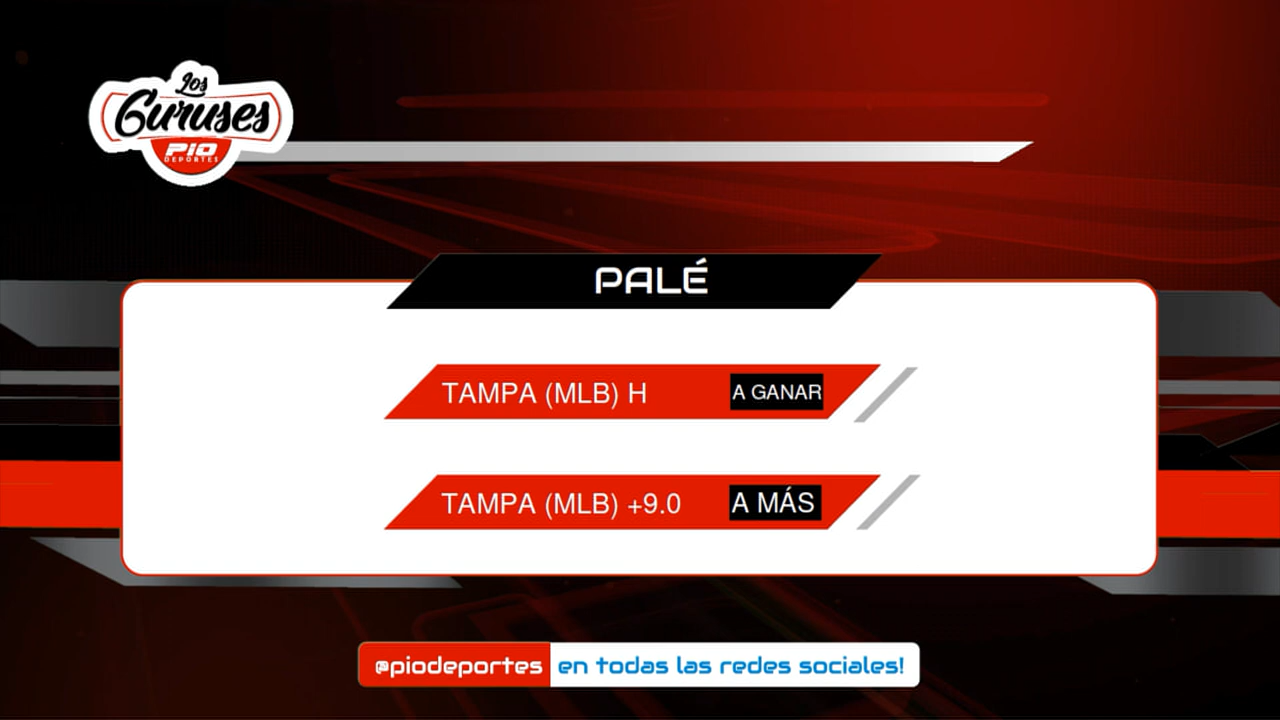 Los
Guruses
PIO
DEPORTES
PALÉ
TAMPA (MLB) H
A GANAR
TAMPA (MLB) +9.0
A MÁS
@piodeportes en todas las redes sociales!